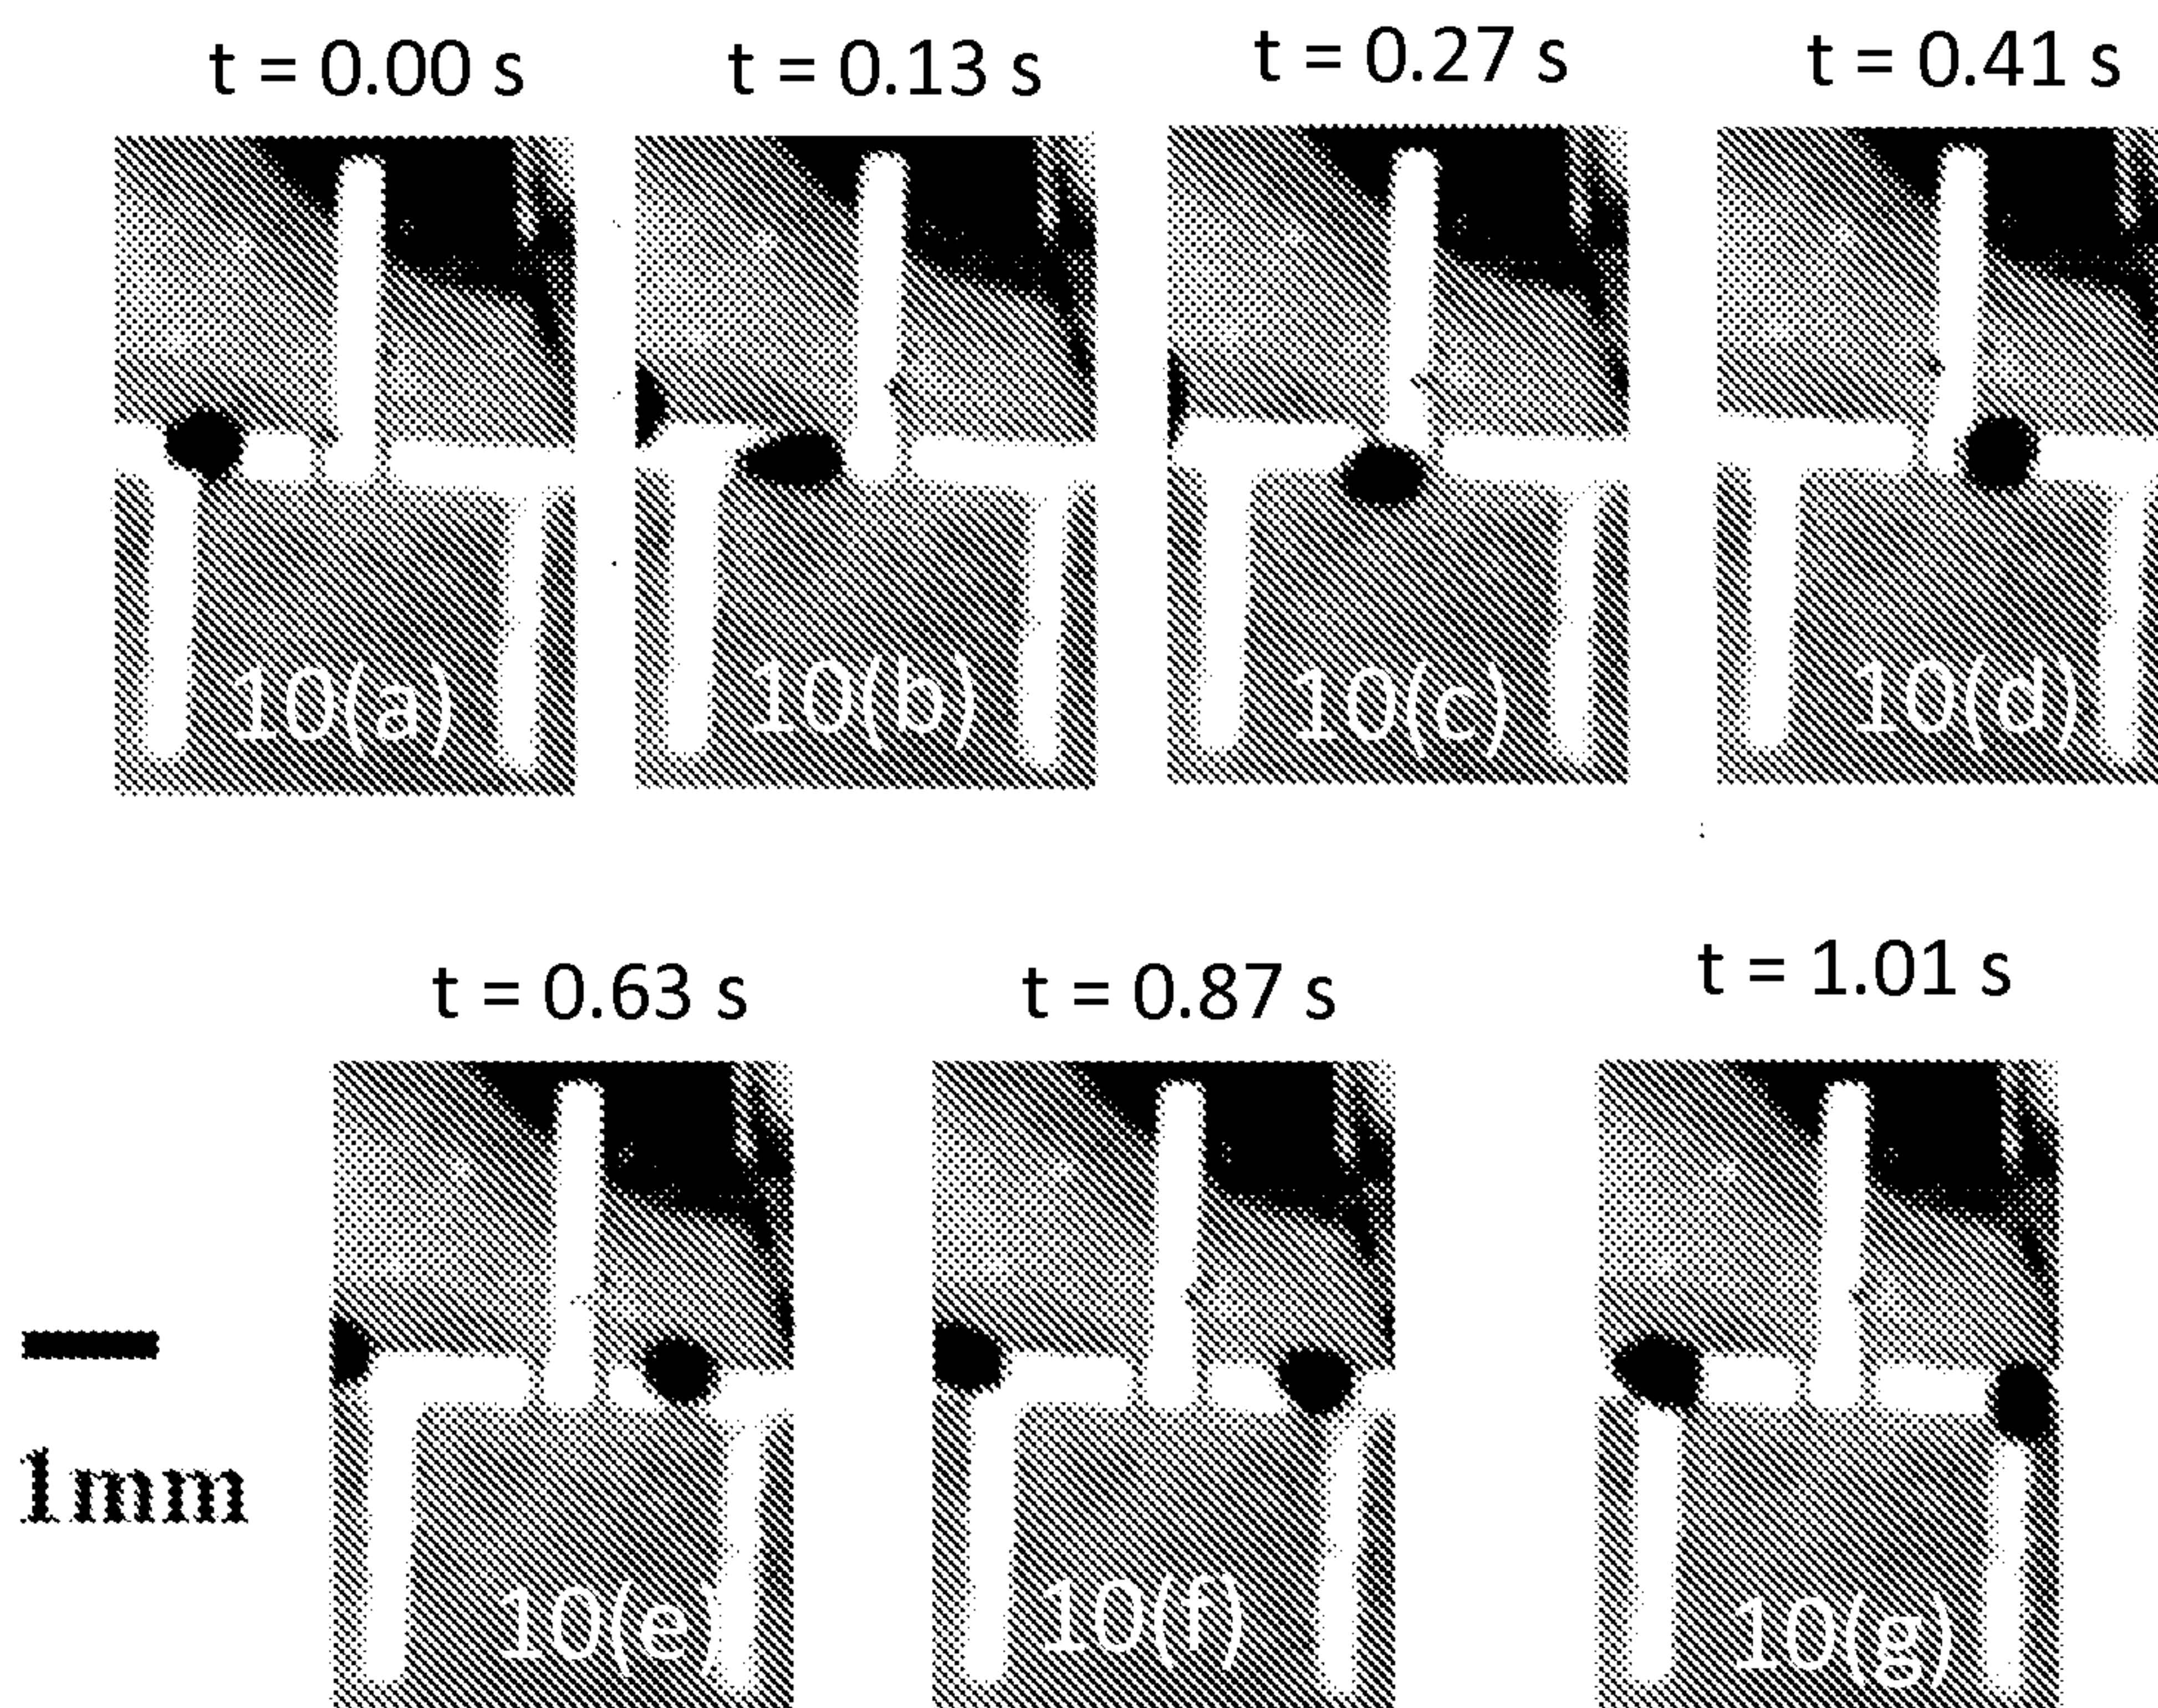 t = 0.00 s
t = 0.13 s
t = 0.27 s
t = 0.41 s
10(a)
10(b)
10(c)
10(d)
t = 0.63 s
t = 0.87 s
t = 1.01 s
1mm
10(e)
10(f)
10(g)